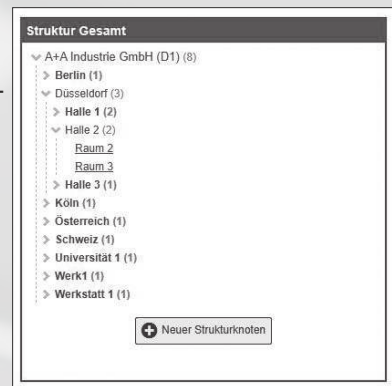 Struktur Gesamt
A+A Industrie GmbH (D1) (8)
Berlin (1)
Düsseldorf (3)
Halle 1 (2)
Halle 2 (2)
Raum 2
Raum 3
Halle 3 (1)
Köln (1)
Österreich (1)
Schweiz (1)
Universität 1 (1)
Werk1 (1)
Werkstatt 1 (1)
Neuer Strukturknoten